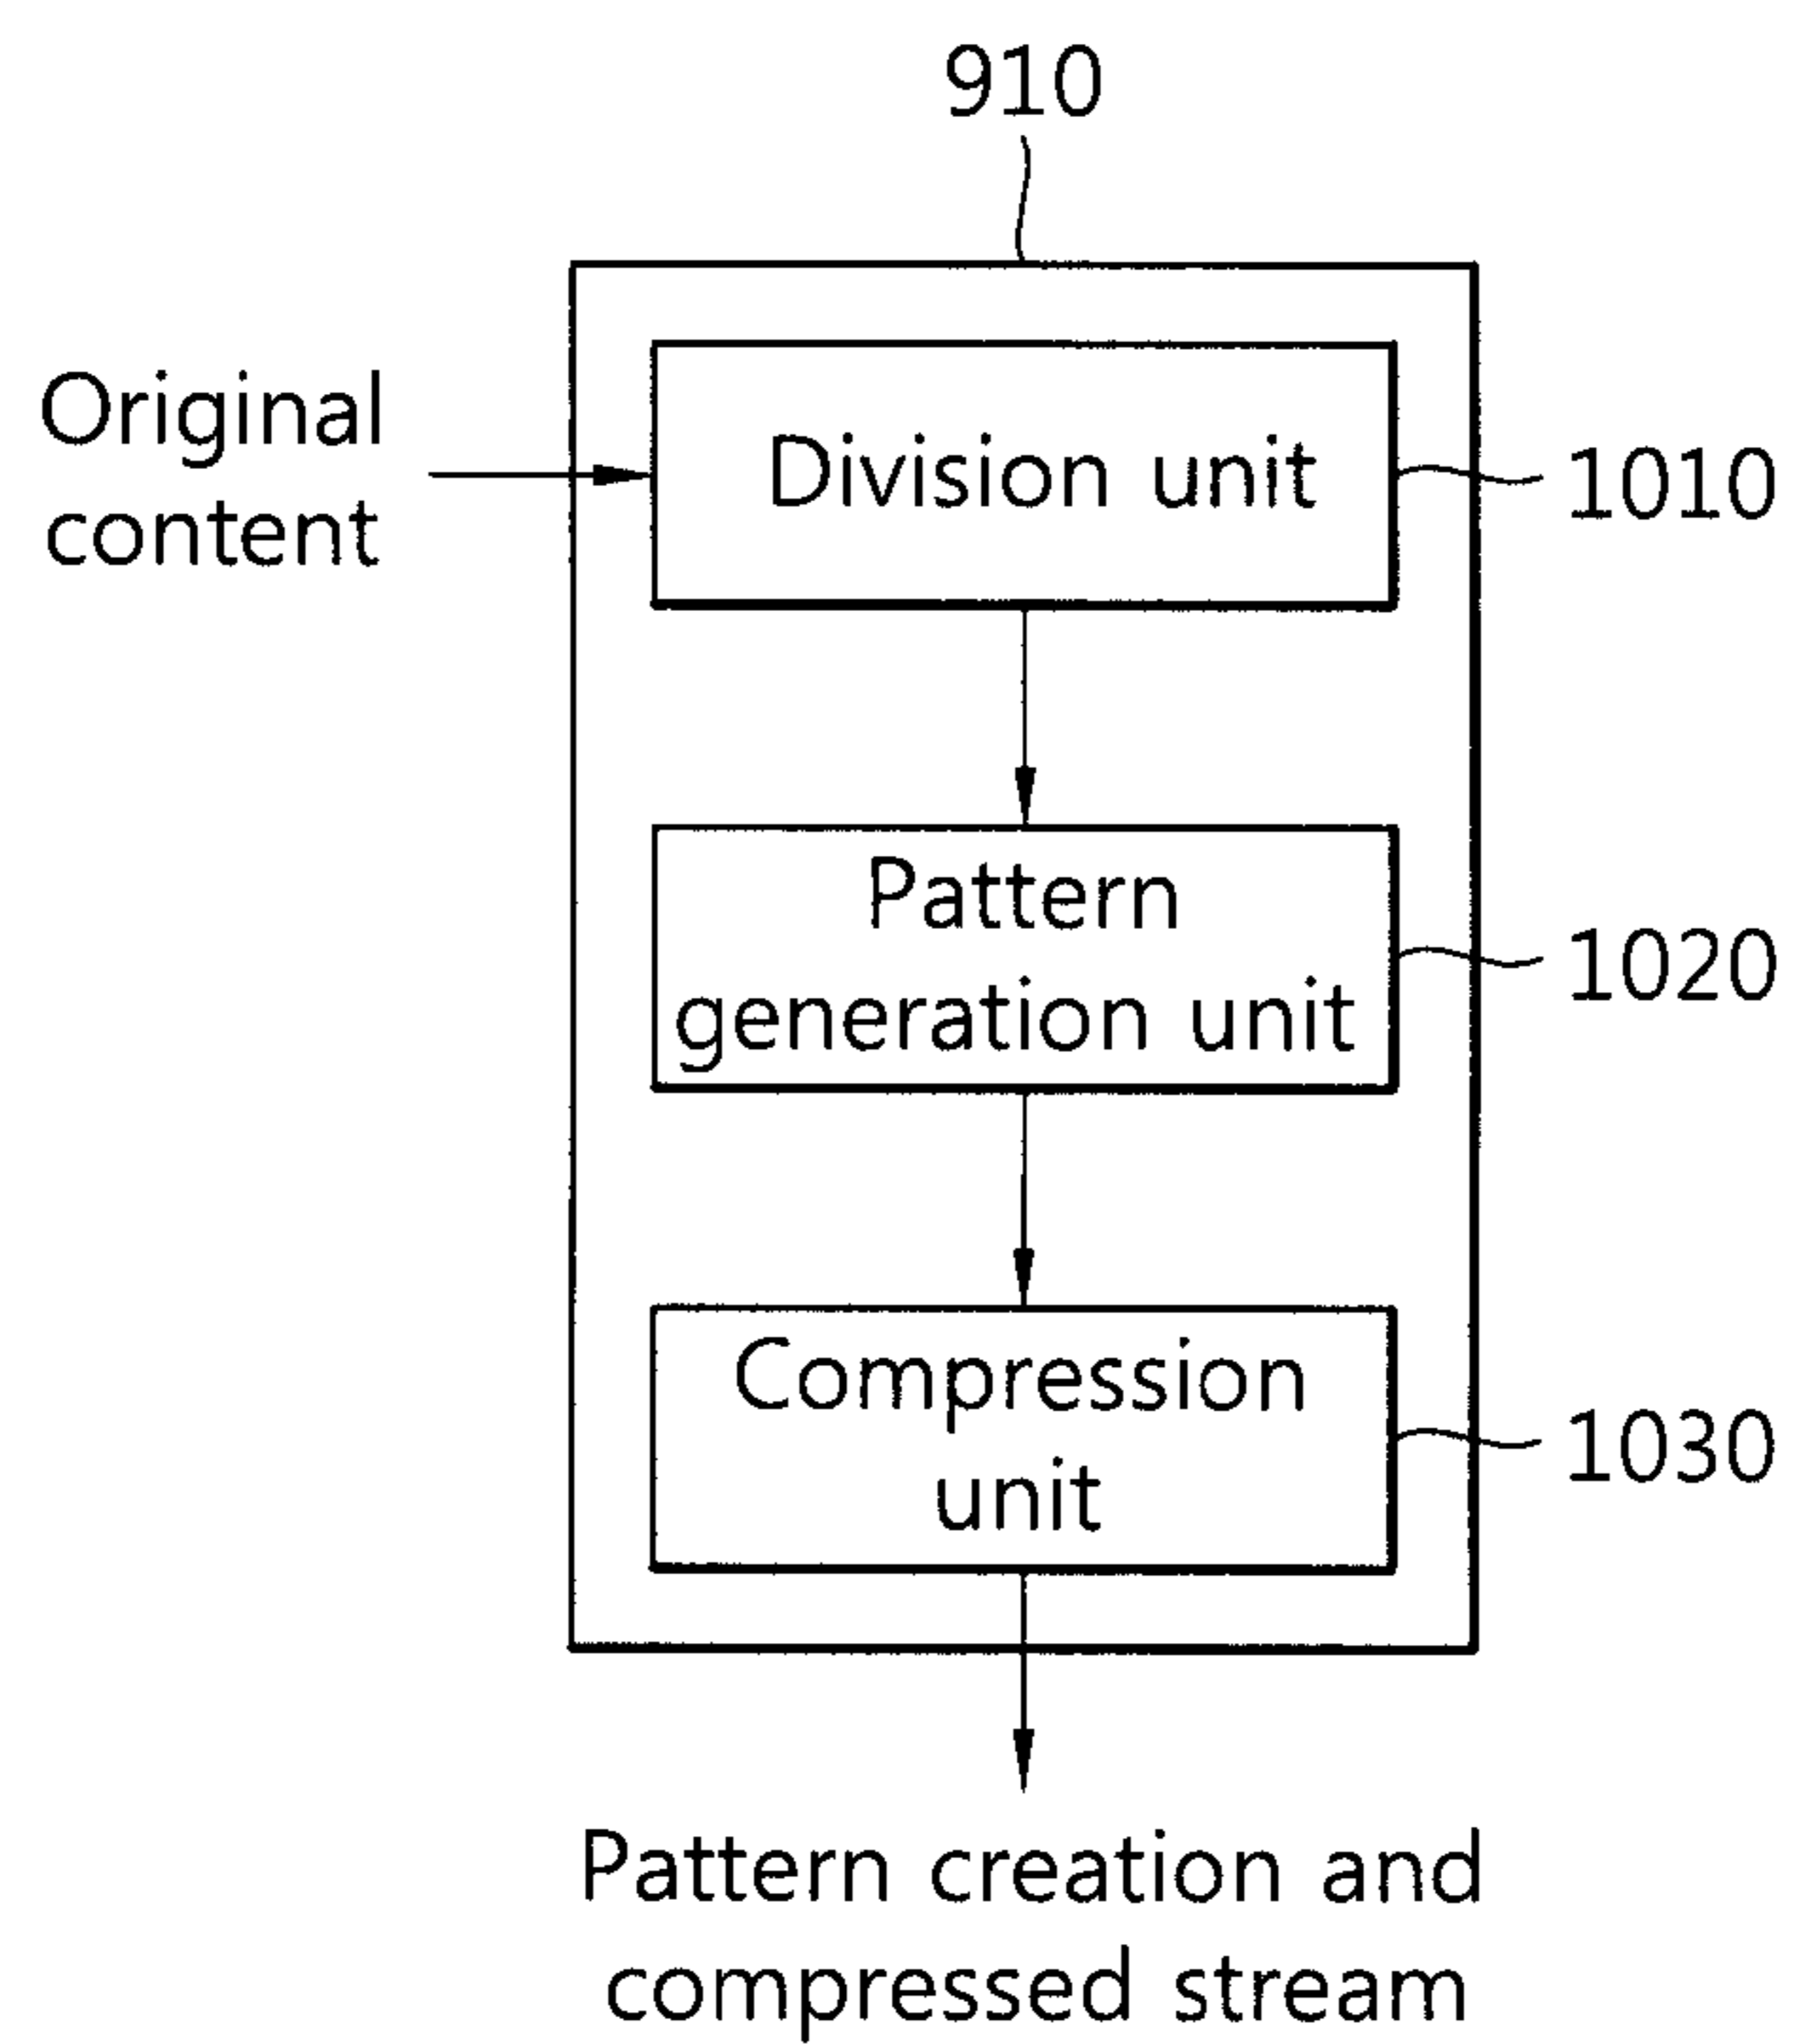 910
Original
content
Division unit
1010
Pattern
generation unit
1020
Compression
unit
1030
Pattern creation and
compressed stream